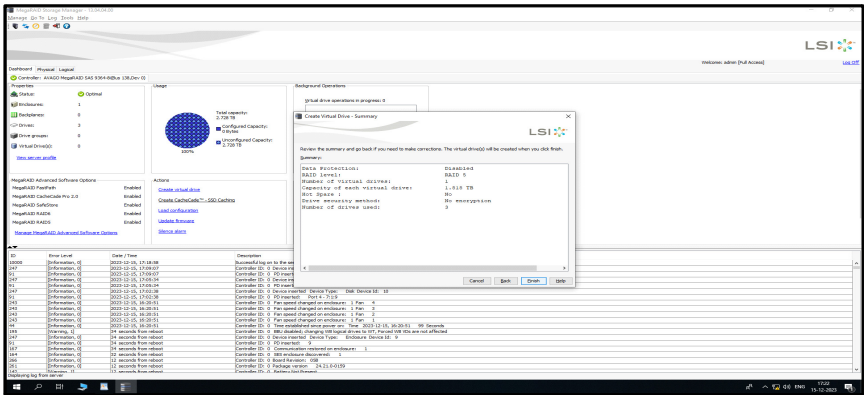 MegaRAID Storage Manager - 15.04.04.00
Manage Go To Log Tools Help
LSI
Welcome: admin [Full Access]
Log Off
Dashboard Physical Logical
Controller: AVAGO MegaRAID SAS 9364-8i(Bus 138,Dev 0)
Properties
Status: Optimal
Enclosures: 1
Backplanes: 0
Drives: 3
Drive groups: 0
Virtual Drive(s): 0
View server profile
Usage
Total capacity:
2.728 TB
Configured Capacity:
0 Bytes
Unconfigured Capacity:
2.728 TB
100%
Background Operations
Virtual drive operations in progress: 0
MegaRAID Advanced Software Options
MegaRAID FastPath Enabled
MegaRAID CacheCade Pro 2.0 Enabled
MegaRAID SafeStore Enabled
MegaRAID RAID6 Enabled
MegaRAID RAID5 Enabled
Manage MegaRAID Advanced Software Options
Actions
Create virtual drive
Create CacheCade™ - SSD Caching
Load configuration
Update firmware
Silence alarm
Create Virtual Drive - Summary
LSI
Review the summary and go back if you need to make corrections. The virtual drive(s) will be created when you click finish.
Summary:
Data Protection: Disabled
RAID level: RAID 5
Number of virtual drives: 1
Capacity of each virtual drive: 1.818 TB
Hot Spare : No
Drive security method: No encryption
Number of drives used: 3
Cancel Back Finish Help
ID Error Level Date / Time Description
10000 [Information, 0] 2023-12-15, 17:18:58 Successful log on to the se
247 [Information, 0] 2023-12-15, 17:09:07 Controller ID: 0 Device ins
91 [Information, 0] 2023-12-15, 17:09:07 Controller ID: 0 PD insert
247 [Information, 0] 2023-12-15, 17:05:34 Controller ID: 0 Device ins
91 [Information, 0] 2023-12-15, 17:05:34 Controller ID: 0 PD insert
247 [Information, 0] 2023-12-15, 17:02:38 Controller ID: 0 Device inserted Device Type: Disk Device Id: 10
91 [Information, 0] 2023-12-15, 17:02:38 Controller ID: 0 PD inserted: Port 4 - 7:1:9
243 [Information, 0] 2023-12-15, 16:20:51 Controller ID: 0 Fan speed changed on enclosure: 1 Fan 4
243 [Information, 0] 2023-12-15, 16:20:51 Controller ID: 0 Fan speed changed on enclosure: 1 Fan 3
243 [Information, 0] 2023-12-15, 16:20:51 Controller ID: 0 Fan speed changed on enclosure: 1 Fan 2
243 [Information, 0] 2023-12-15, 16:20:51 Controller ID: 0 Fan speed changed on enclosure: 1 Fan 1
44 [Information, 0] 2023-12-15, 16:20:51 Controller ID: 0 Time established since power on: Time 2023-12-15, 16:20:51 99 Seconds
195 [Warning, 1] 34 seconds from reboot Controller ID: 0 BBU disabled; changing WB logical drives to WT, Forced WB VDs are not affected
247 [Information, 0] 34 seconds from reboot Controller ID: 0 Device inserted Device Type: Enclosure Device Id: 9
91 [Information, 0] 34 seconds from reboot Controller ID: 0 PD inserted: 9
167 [Information, 0] 34 seconds from reboot Controller ID: 0 Communication restored on enclosure: 1
164 [Information, 0] 32 seconds from reboot Controller ID: 0 SES enclosure discovered: 1
266 [Information, 0] 12 seconds from reboot Controller ID: 0 Board Revision: 05B
261 [Information, 0] 12 seconds from reboot Controller ID: 0 Package version 24.21.0-0159
Displaying log from server
ENG 17:22
15-12-2023